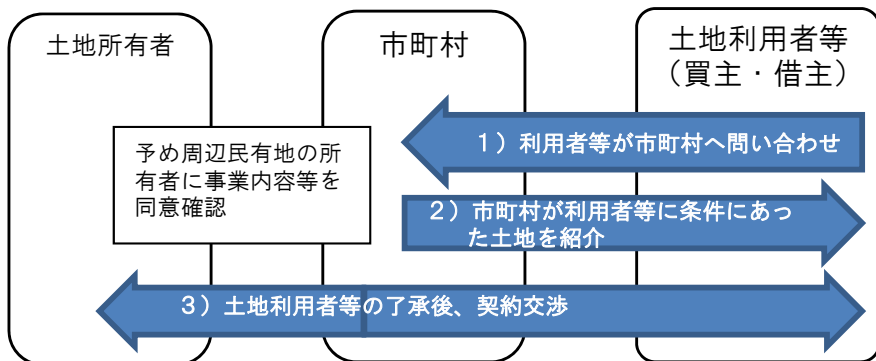 土地所有者
市町村
土地利用者等
（買主・借主）
１）利用者等が市町村へ問い合わせ
予め周辺民有地の所
有者に事業内容等を
同意確認
２）市町村が利用者等に条件にあっ
た土地を紹介
３）土地利用者等の了承後、契約交渉